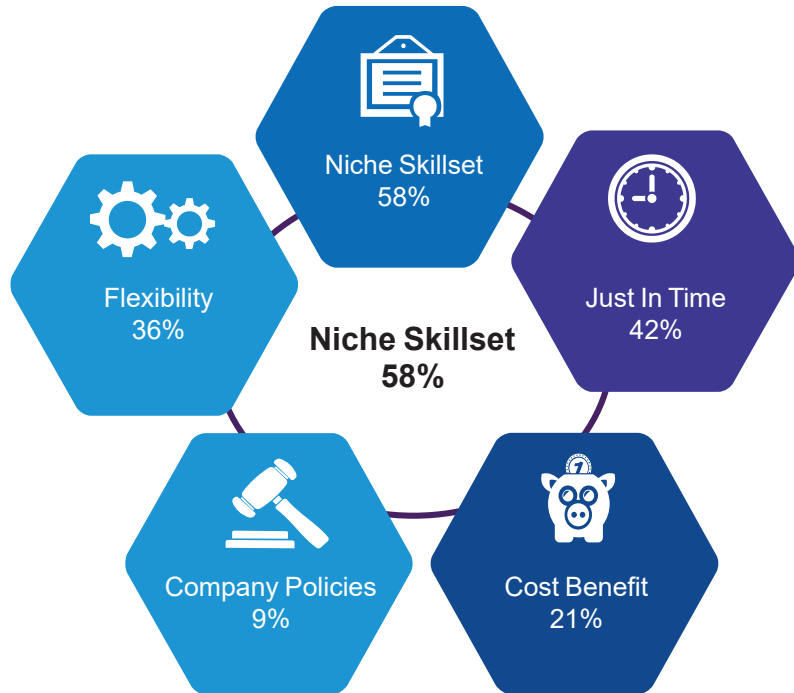 Niche Skillset
58%
Just In Time
42%
Flexibility
36%
Niche Skillset
58%
Company Policies
9%
Cost Benefit
21%